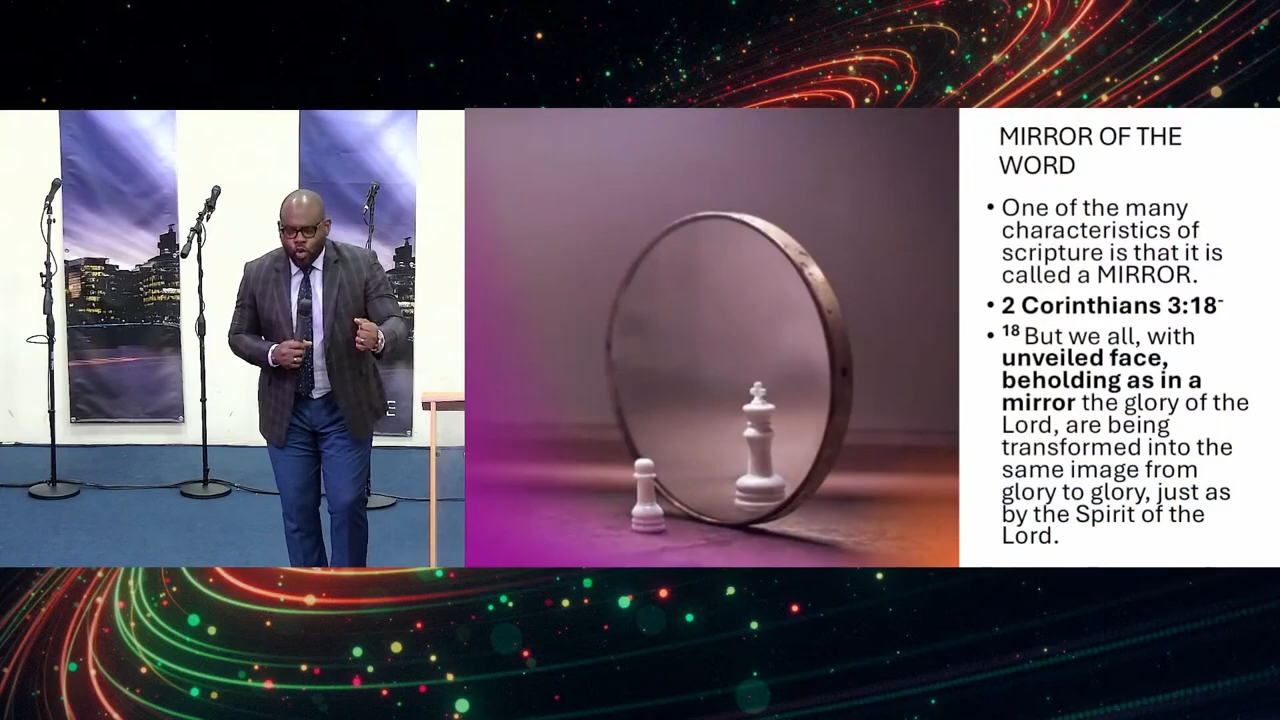 MIRROR OF THE
WORD
• One of the many
characteristics of
scripture is that it is
called a MIRROR.
• 2 Corinthians 3:18-
• 18 But we all, with
unveiled face,
beholding as in a
mirror the glory of the
Lord, are being
transformed into the
same image from
glory to glory, just as
by the Spirit of the
Lord.